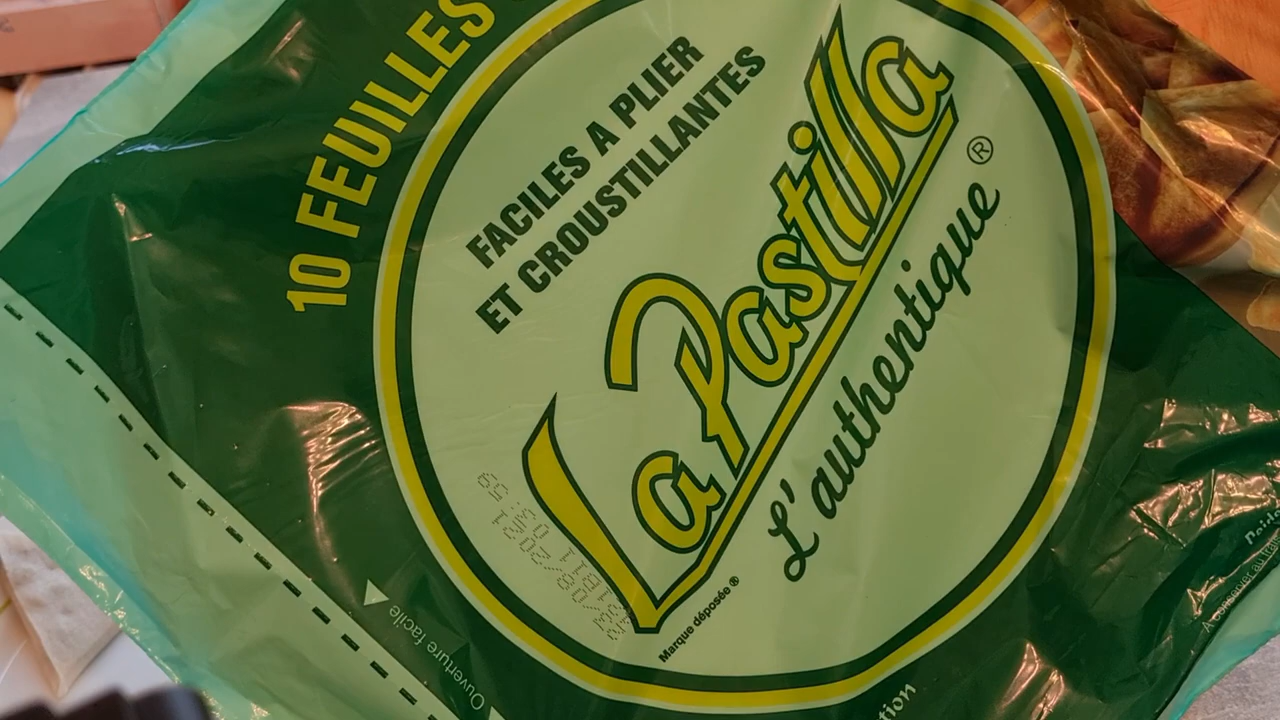 10 FEUILLES
FACILES A PLIER
ET CROUSTILLANTES
La Pastilla
L'authentique ®
Marque déposée ®
Ouverture facile